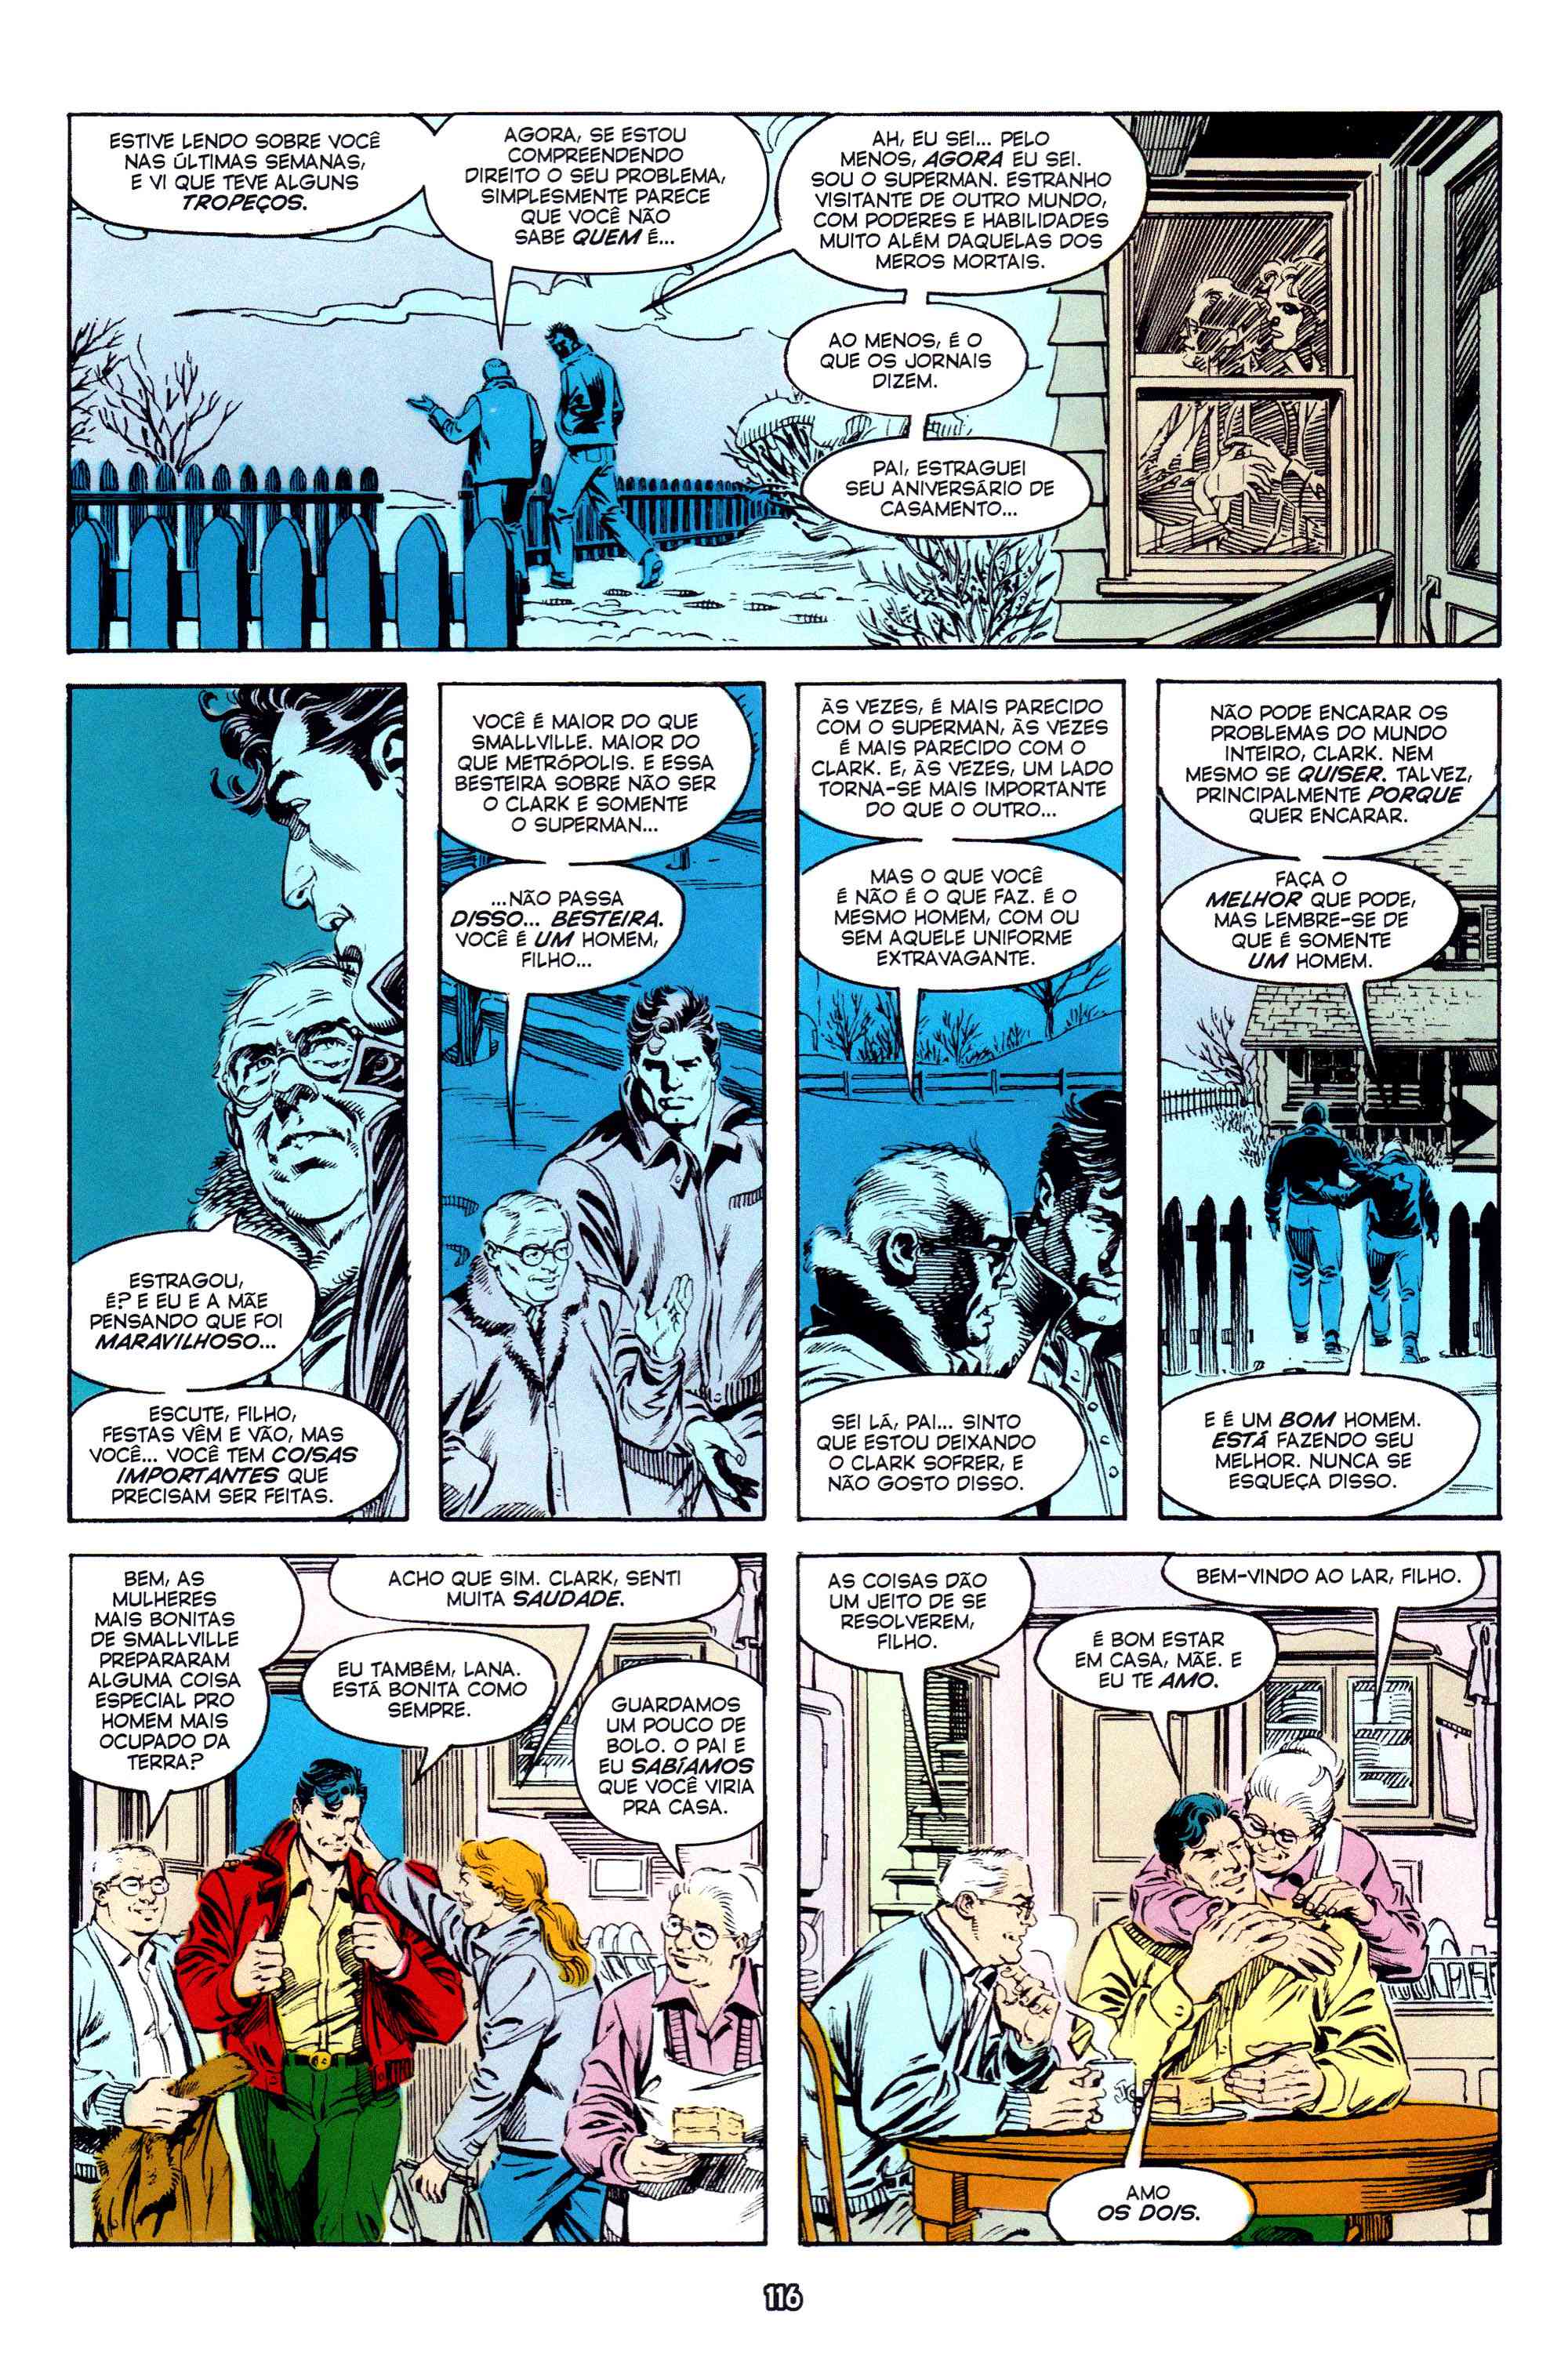 ESTIVE LENDO SOBRE VOCÊ
NAS ÚLTIMAS SEMANAS,
E VI QUE TEVE ALGUNS
TROPEÇOS.
AGORA, SE ESTOU
COMPREENDENDO
DIREITO O SEU PROBLEMA,
SIMPLESMENTE PARECE
QUE VOCÊ NÃO
SABE QUEM É...
AH, EU SEI... PELO
MENOS, AGORA EU SEI.
SOU O SUPERMAN. ESTRANHO
VISITANTE DE OUTRO MUNDO,
COM PODERES E HABILIDADES
MUITO ALÉM DAQUELAS DOS
MEROS MORTAIS.
AO MENOS, É O
QUE OS JORNAIS
DIZEM.
PAI, ESTRAGUEI
SEU ANIVERSÁRIO DE
CASAMENTO...
ESTRAGOU,
É? E EU E A MÃE
PENSANDO QUE FOI
MARAVILHOSO...
ESCUTE, FILHO,
FESTAS VÊM E VÃO, MAS
VOCÊ... VOCÊ TEM COISAS
IMPORTANTES QUE
PRECISAM SER FEITAS.
VOCÊ É MAIOR DO QUE
SMALLVILLE. MAIOR DO
QUE METRÓPOLIS. E ESSA
BESTEIRA SOBRE NÃO SER
O CLARK E SOMENTE
O SUPERMAN...
...NÃO PASSA
DISSO... BESTEIRA.
VOCÊ É UM HOMEM,
FILHO...
ÀS VEZES, É MAIS PARECIDO
COM O SUPERMAN, ÀS VEZES
É MAIS PARECIDO COM O
CLARK. E, ÀS VEZES, UM LADO
TORNA-SE MAIS IMPORTANTE
DO QUE O OUTRO...
MAS O QUE VOCÊ
É NÃO É O QUE FAZ. É O
MESMO HOMEM, COM OU
SEM AQUELE UNIFORME
EXTRAVAGANTE.
SEI LÁ, PAI... SINTO
QUE ESTOU DEIXANDO
O CLARK SOFRER, E
NÃO GOSTO DISSO.
NÃO PODE ENCARAR OS
PROBLEMAS DO MUNDO
INTEIRO, CLARK. NEM
MESMO SE QUISER. TALVEZ,
PRINCIPALMENTE PORQUE
QUER ENCARAR.
FAÇA O
MELHOR QUE PODE,
MAS LEMBRE-SE DE
QUE É SOMENTE
UM HOMEM.
E É UM BOM HOMEM.
ESTÁ FAZENDO SEU
MELHOR. NUNCA SE
ESQUEÇA DISSO.
BEM, AS
MULHERES
MAIS BONITAS
DE SMALLVILLE
PREPARARAM
ALGUMA COISA
ESPECIAL PRO
HOMEM MAIS
OCUPADO DA
TERRA?
ACHO QUE SIM. CLARK, SENTI
MUITA SAUDADE.
EU TAMBÉM, LANA.
ESTÁ BONITA COMO
SEMPRE.
GUARDAMOS
UM POUCO DE
BOLO. O PAI E
EU SABÍAMOS
QUE VOCÊ VIRIA
PRA CASA.
AS COISAS DÃO
UM JEITO DE SE
RESOLVEREM,
FILHO.
BEM-VINDO AO LAR, FILHO.
É BOM ESTAR
EM CASA, MÃE. E
EU TE AMO.
AMO
OS DOIS.
116